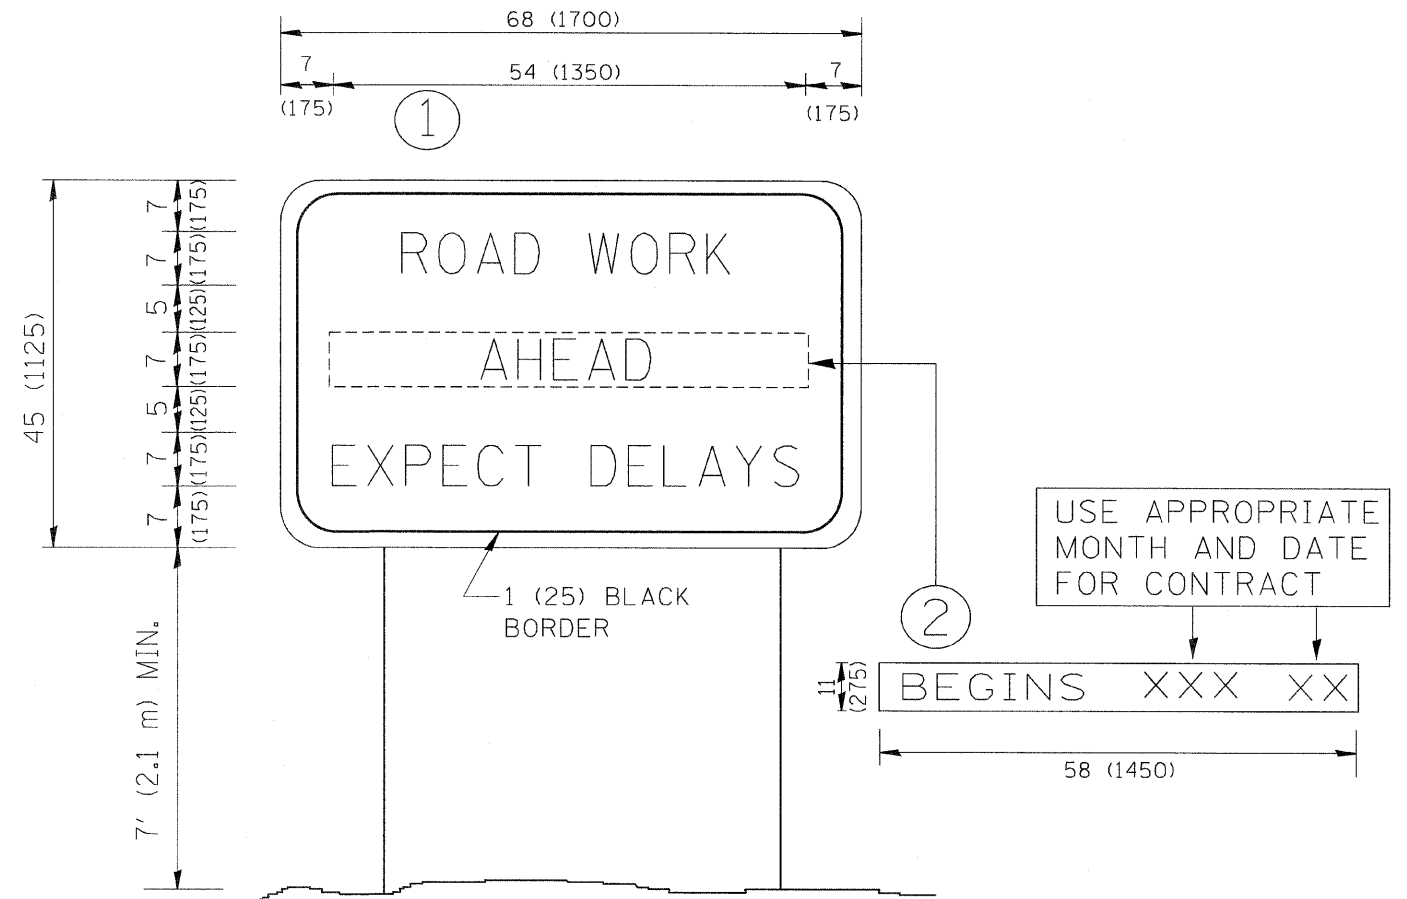 68 (1700)
7
54 (1350)
7
(175)
(175)
1
45 (1125)
7
(175)
7
(175)
5
(125)
7
(175)
5
(125)
7
(175)
7
(175)
ROAD WORK
AHEAD
EXPECT DELAYS
1 (25) BLACK
BORDER
7' (2.1 m) MIN.
USE APPROPRIATE
MONTH AND DATE
FOR CONTRACT
2
11
(275)
BEGINS XXX XX
58 (1450)